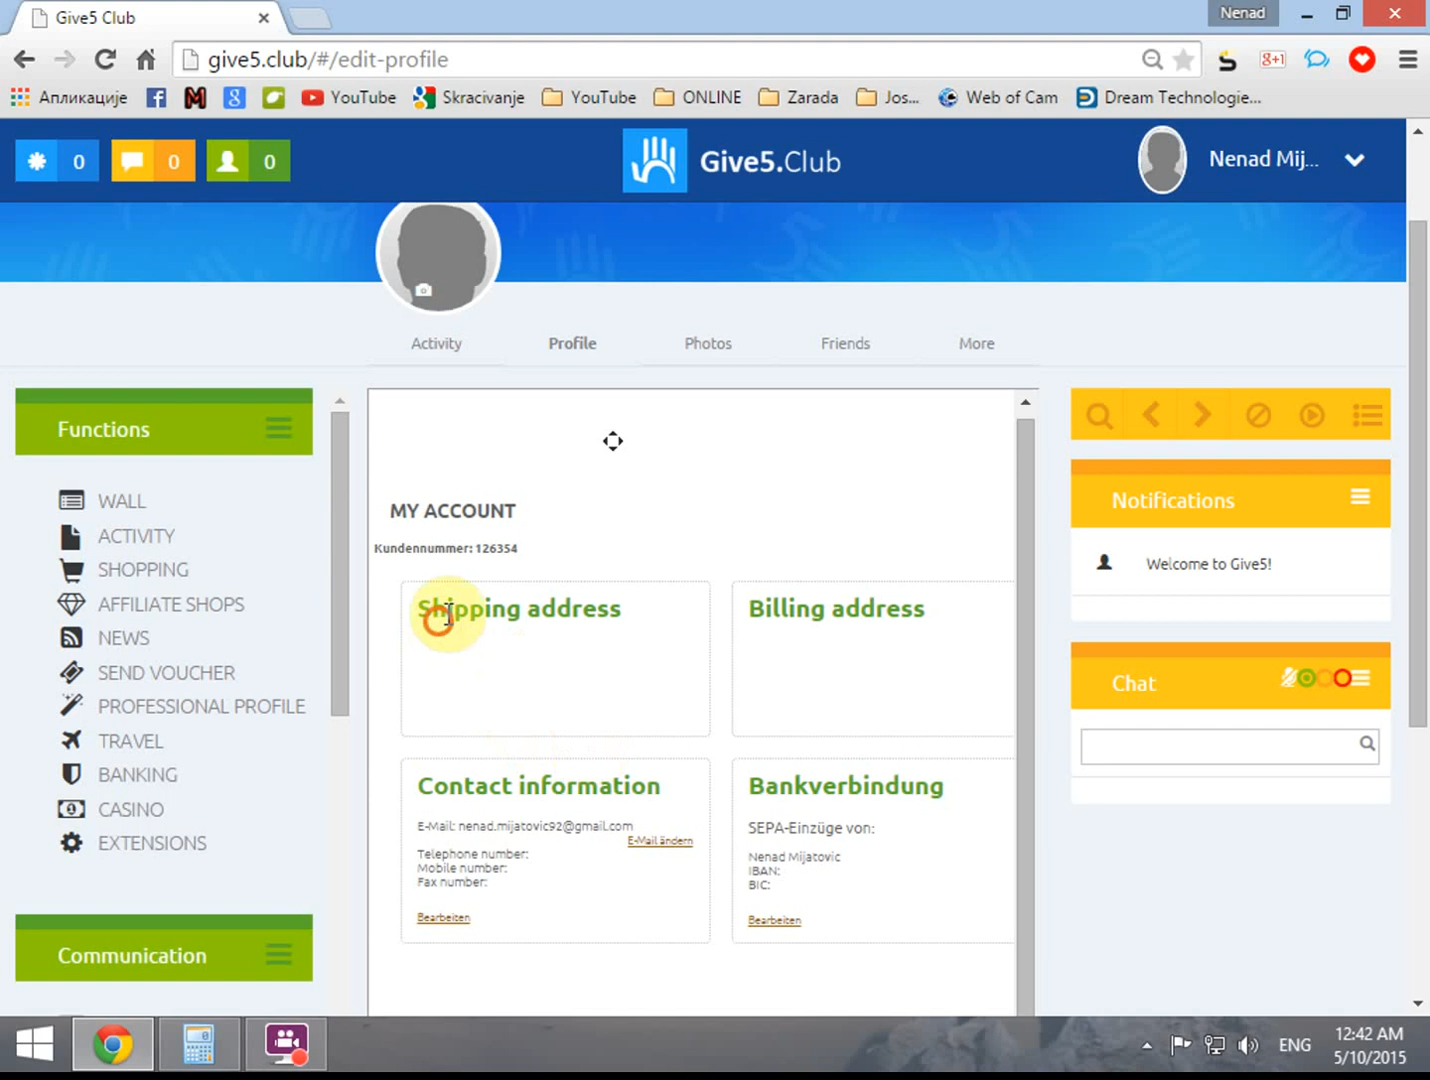 Give5 Club
Nenad
give5.club/#/edit-profile
g+1
Апликације
YouTube
Skracivanje
YouTube
ONLINE
Zarada
Jos...
Web of Cam
Dream Technologie...
0
0
0
Give5.Club
Nenad Mij...
Activity
Profile
Photos
Friends
More
Functions
WALL
ACTIVITY
SHOPPING
AFFILIATE SHOPS
NEWS
SEND VOUCHER
PROFESSIONAL PROFILE
TRAVEL
BANKING
CASINO
EXTENSIONS
Communication
MY ACCOUNT
Kundennummer: 126354
Shipping address
Billing address
Contact information
E-Mail: nenad.mijatovic92@gmail.com
E-Mail ändern
Telephone number:
Mobile number:
Fax number:
Bearbeiten
Bankverbindung
SEPA-Einzüge von:
Nenad Mijatovic
IBAN:
BIC:
Bearbeiten
Notifications
Welcome to Give5!
Chat
ENG
12:42 AM
5/10/2015